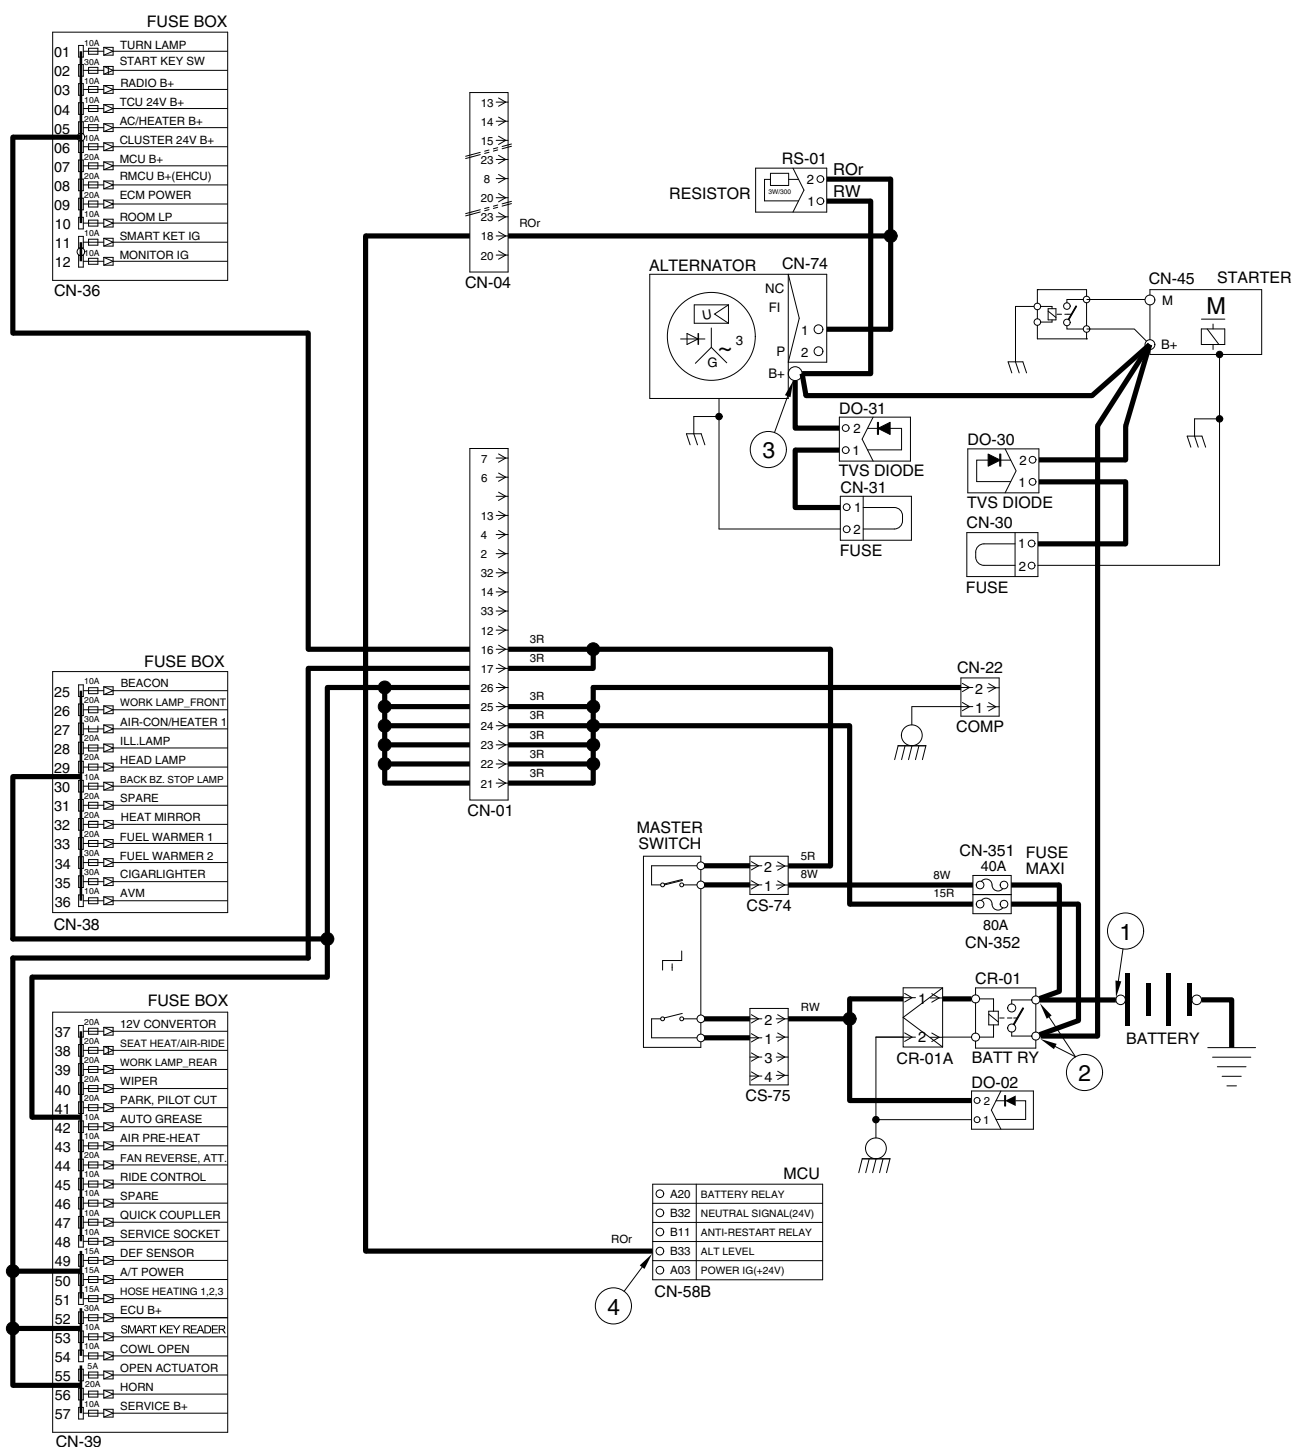 FUSE BOX
01 10A TURN LAMP
02 30A START KEY SW
03 10A RADIO B+
04 10A TCU 24V B+
05 20A AC/HEATER B+
06 10A CLUSTER 24V B+
07 20A MCU B+
08 20A RMCU B+(EHCU)
09 20A ECM POWER
10 10A ROOM LP
11 10A SMART KET IG
12 10A MONITOR IG
CN-36
13
14
15
23
8
20
23
18 ROr
20
CN-04
RS-01
RESISTOR
3W/300
2 ROr
1 RW
ALTERNATOR CN-74
NC
FI
U
3
~
G
1
P 2
B+
3
CN-45 STARTER
M M
B+
DO-31
2
1
TVS DIODE
CN-31
1
2
FUSE
DO-30
2
1
TVS DIODE
CN-30
1
2
FUSE
7
6
13
4
2
32
14
33
12
16 3R
17 3R
26
25 3R
24 3R
23 3R
22 3R
21 3R
CN-01
CN-22
2
1
COMP
FUSE BOX
25 10A BEACON
26 20A WORK LAMP_FRONT
27 30A AIR-CON/HEATER 1
28 20A ILL.LAMP
29 20A HEAD LAMP
30 10A BACK BZ. STOP LAMP
31 20A SPARE
32 20A HEAT MIRROR
33 20A FUEL WARMER 1
34 30A FUEL WARMER 2
35 30A CIGARLIGHTER
36 10A AVM
CN-38
MASTER
SWITCH
2 5R
1 8W
CS-74
8W
15R
CN-351
40A
FUSE
MAXI
80A
CN-352
1
RW
2
1
3
4
CS-75
1
2
CR-01A
CR-01
BATT RY
2
BATTERY
DO-02
2
1
FUSE BOX
37 20A 12V CONVERTOR
38 20A SEAT HEAT/AIR-RIDE
39 20A WORK LAMP_REAR
40 20A WIPER
41 20A PARK, PILOT CUT
42 10A AUTO GREASE
43 10A AIR PRE-HEAT
44 20A FAN REVERSE, ATT.
45 10A RIDE CONTROL
46 10A SPARE
47 10A QUICK COUPLLER
48 10A SERVICE SOCKET
49 15A DEF SENSOR
50 15A A/T POWER
51 15A HOSE HEATING 1,2,3
52 30A ECU B+
53 10A SMART KEY READER
54 10A COWL OPEN
55 5A OPEN ACTUATOR
56 20A HORN
57 10A SERVICE B+
CN-39
MCU
A20 BATTERY RELAY
B32 NEUTRAL SIGNAL(24V)
B11 ANTI-RESTART RELAY
ROr B33 ALT LEVEL
A03 POWER IG(+24V)
CN-58B
4